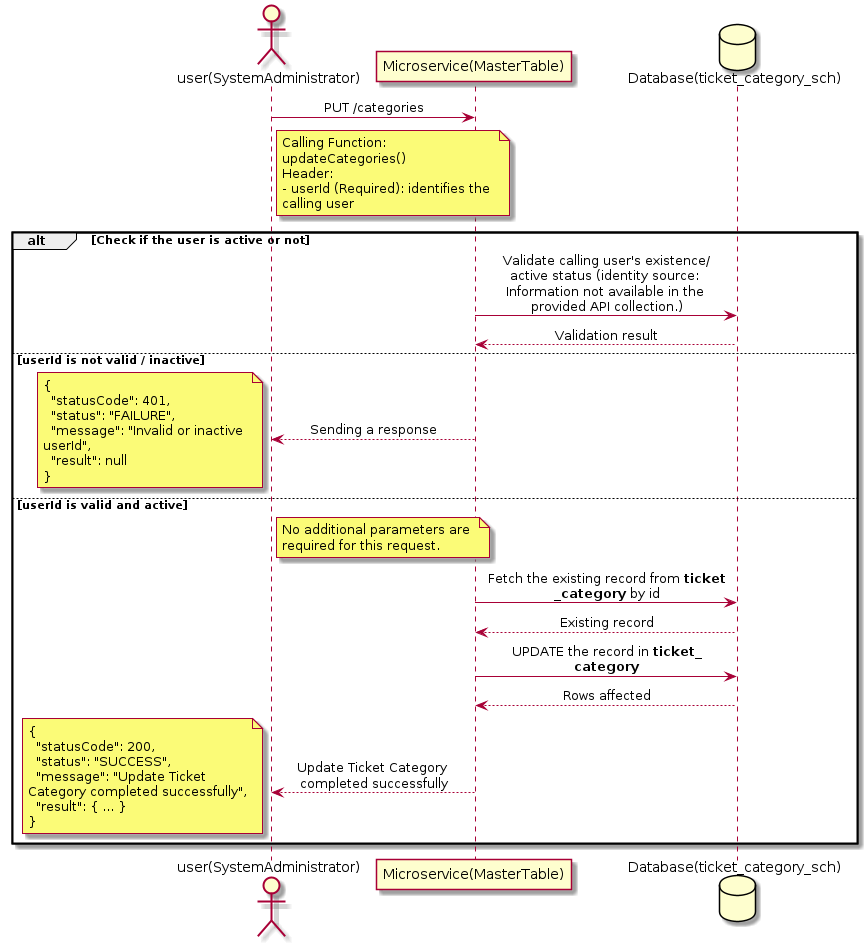 user(SystemAdministrator)
Microservice(MasterTable)
Database(ticket_category_sch)
PUT /categories
Calling Function:
updateCategories()
Header:
- userId (Required): identifies the
calling user
alt
[Check if the user is active or not]
Validate calling user's existence/
active status (identity source:
Information not available in the
provided API collection.)
Validation result
[userId is not valid / inactive]
{
"statusCode": 401,
"status": "FAILURE",
"message": "Invalid or inactive
userId",
"result": null
}
Sending a response
[userId is valid and active]
No additional parameters are
required for this request.
Fetch the existing record from ticket
_category by id
Existing record
UPDATE the record in ticket_
category
Rows affected
{
"statusCode": 200,
"status": "SUCCESS",
"message": "Update Ticket
Category completed successfully",
"result": { ... }
}
Update Ticket Category
completed successfully
user(SystemAdministrator)
Microservice(MasterTable)
Database(ticket_category_sch)